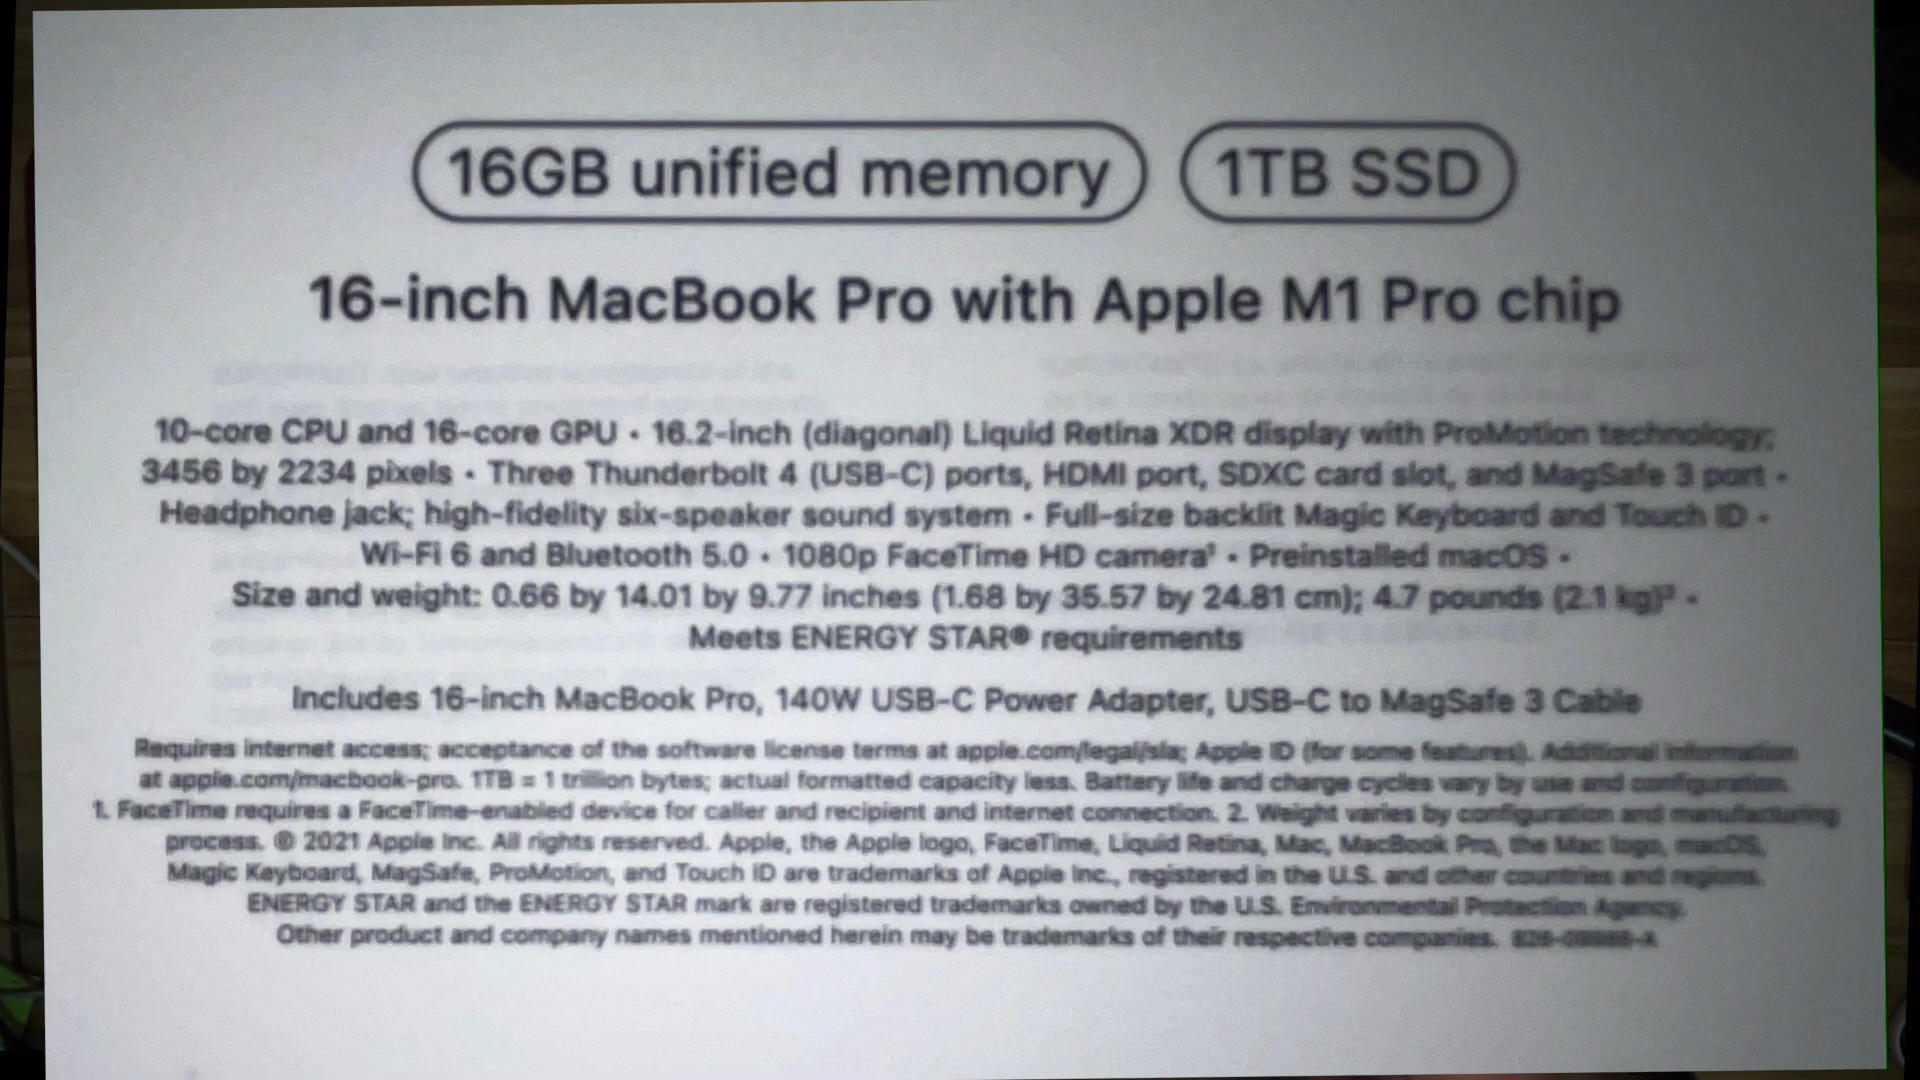 16GB unified memory 1TB SSD
16-inch MacBook Pro with Apple M1 Pro chip
10-core CPU and 16-core GPU • 16.2-inch (diagonal) Liquid Retina XDR display with ProMotion technology;
3456 by 2234 pixels • Three Thunderbolt 4 (USB-C) ports, HDMI port, SDXC card slot, and MagSafe 3 port •
Headphone jack; high-fidelity six-speaker sound system • Full-size backlit Magic Keyboard and Touch ID •
Wi-Fi 6 and Bluetooth 5.0 • 1080p FaceTime HD camera¹ • Preinstalled macOS •
Size and weight: 0.66 by 14.01 by 9.77 inches (1.68 by 35.57 by 24.81 cm); 4.7 pounds (2.1 kg)² •
Meets ENERGY STAR® requirements
Includes 16-inch MacBook Pro, 140W USB-C Power Adapter, USB-C to MagSafe 3 Cable
Requires internet access; acceptance of the software license terms at apple.com/legal/sla; Apple ID (for some features). Additional information
at apple.com/macbook-pro. 1TB = 1 trillion bytes; actual formatted capacity less. Battery life and charge cycles vary by use and configuration.
1. FaceTime requires a FaceTime-enabled device for caller and recipient and internet connection. 2. Weight varies by configuration and manufacturing
process. © 2021 Apple Inc. All rights reserved. Apple, the Apple logo, FaceTime, Liquid Retina, Mac, MacBook Pro, the Mac logo, macOS,
Magic Keyboard, MagSafe, ProMotion, and Touch ID are trademarks of Apple Inc., registered in the U.S. and other countries and regions.
ENERGY STAR and the ENERGY STAR mark are registered trademarks owned by the U.S. Environmental Protection Agency.
Other product and company names mentioned herein may be trademarks of their respective companies.